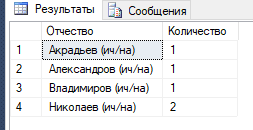 Результаты Сообщения
Отчество Количество
1 Акрадьев (ич/на) 1
2 Александров (ич/на) 1
3 Владимиров (ич/на) 1
4 Николаев (ич/на) 2